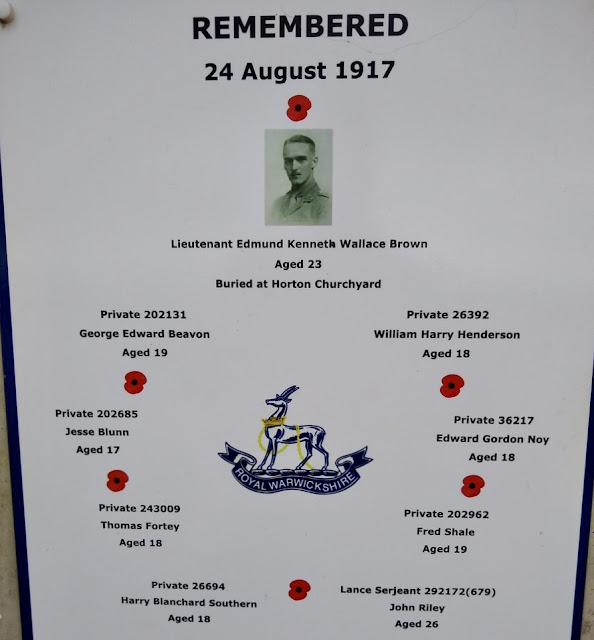 REMEMBERED
24 August 1917
Lieutenant Edmund Kenneth Wallace Brown
Aged 23
Buried at Horton Churchyard
Private 202131
George Edward Beavon
Aged 19
Private 26392
William Harry Henderson
Aged 18
Private 202685
Jesse Blunn
Aged 17
Private 36217
Edward Gordon Noy
Aged 18
ROYAL WARWICKSHIRE
Private 243009
Thomas Fortey
Aged 18
Private 202962
Fred Shale
Aged 19
Private 26694
Harry Blanchard Southern
Aged 18
Lance Serjeant 292172(679)
John Riley
Aged 26